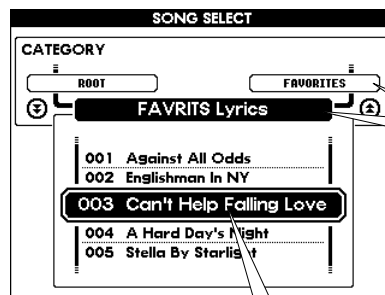 SONG SELECT
CATEGORY
ROOT FAVORITES
FAVRITS Lyrics
001 Against All Odds
002 Englishman In NY
003 Can't Help Falling Love
004 A Hard Day's Night
005 Stella By Starlight